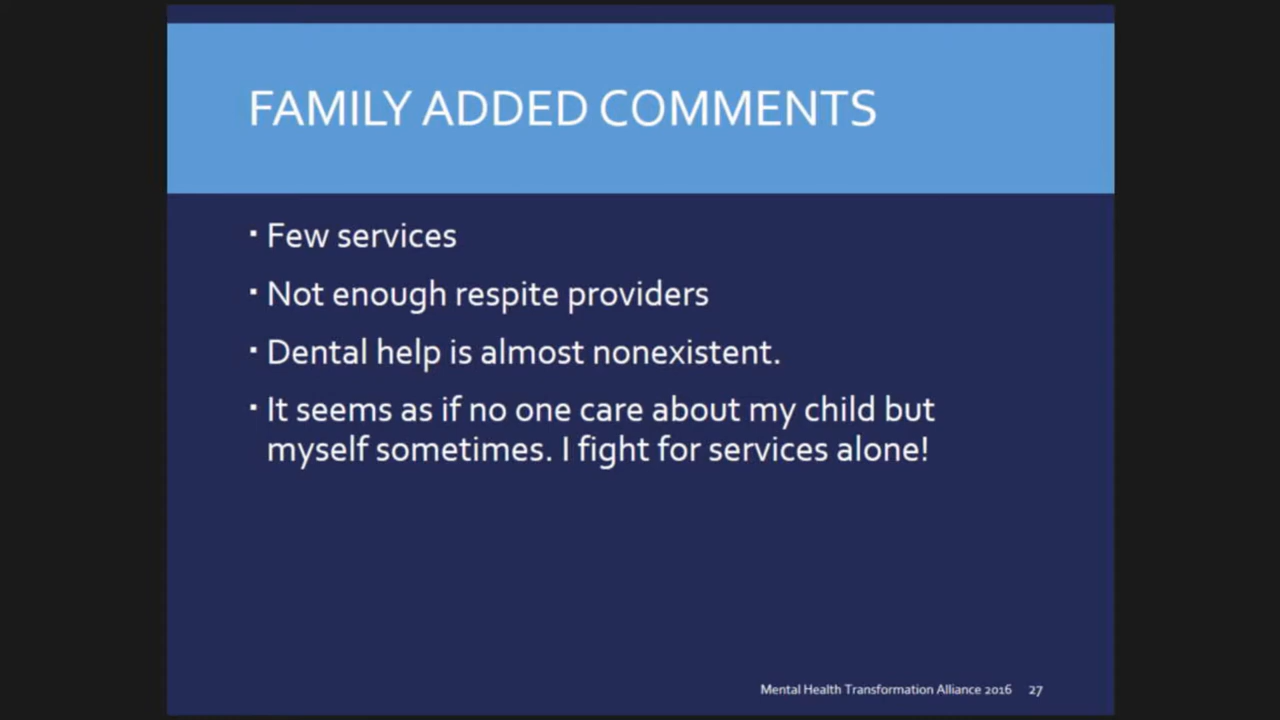 FAMILY ADDED COMMENTS
▪ Few services
▪ Not enough respite providers
▪ Dental help is almost nonexistent.
▪ It seems as if no one care about my child but
myself sometimes. I fight for services alone!
Mental Health Transformation Alliance 2016 27